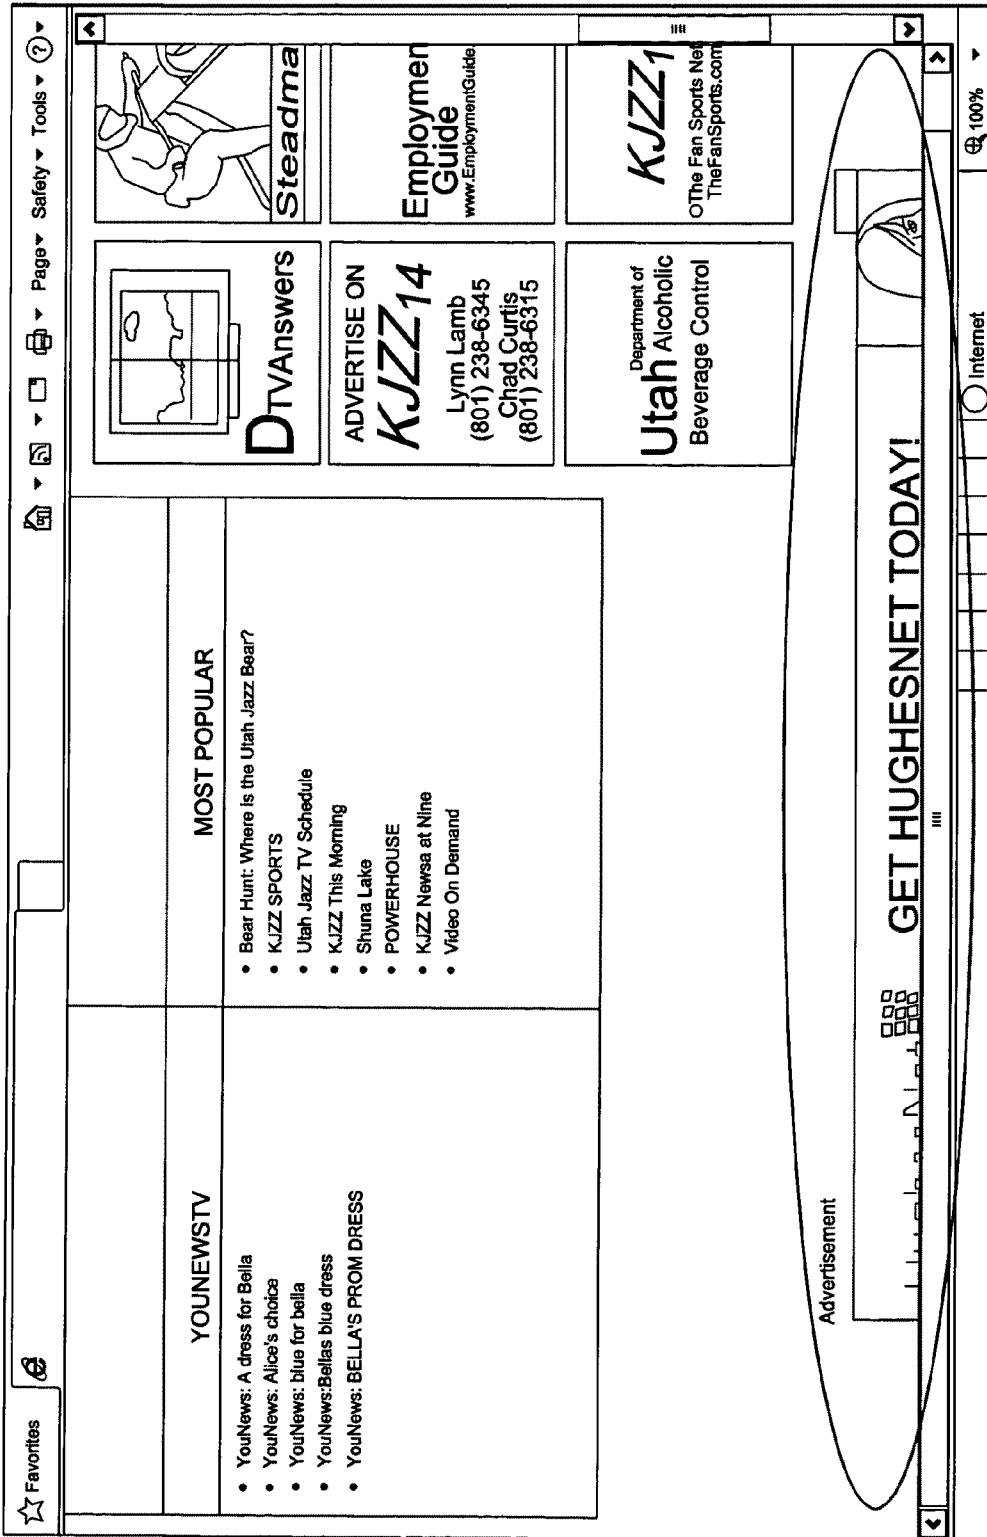 Favorites
Page Safety Tools ?
YOUNEWSTV
• YouNews: A dress for Bella
• YouNews: Alice's choice
• YouNews: blue for bella
• YouNews:Bellas blue dress
• YouNews: BELLA'S PROM DRESS
MOST POPULAR
• Bear Hunt: Where is the Utah Jazz Bear?
• KJZZ SPORTS
• Utah Jazz TV Schedule
• KJZZ This Morning
• Shuna Lake
• POWERHOUSE
• KJZZ Newsa at Nine
• Video On Demand
DTVAnswers
Steadma
ADVERTISE ON
KJZZ14
Lynn Lamb
(801) 238-6345
Chad Curtis
(801) 238-6315
Employmen
Guide
www.EmploymentGuide.
Department of
Utah Alcoholic
Beverage Control
KJZZ1
OThe Fan Sports Net
TheFanSports.com
Advertisement
GET HUGHESNET TODAY!
Internet
100%